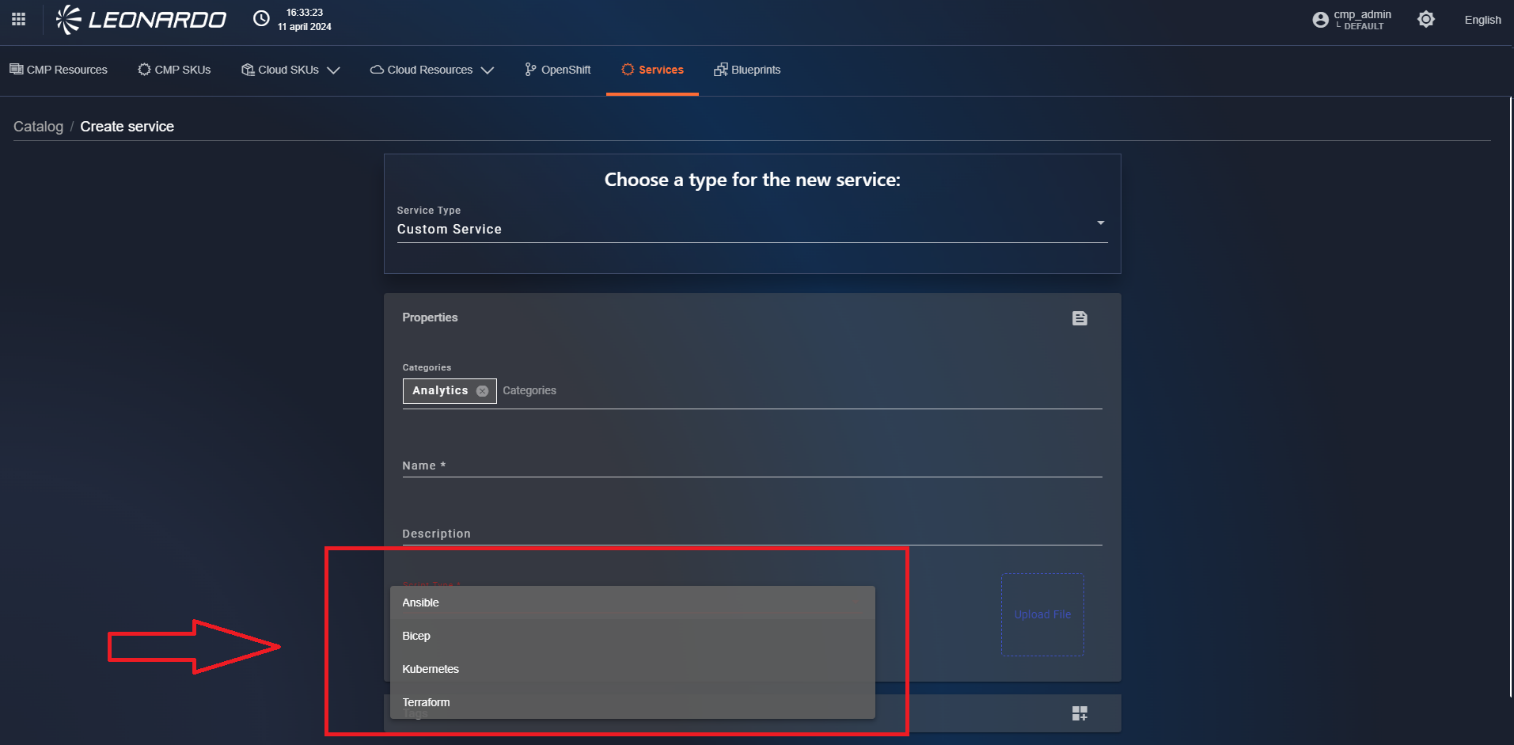 LEONARDO
16:33:23
11 april 2024
cmp_admin
└ DEFAULT
English
CMP Resources
CMP SKUs
Cloud SKUs
Cloud Resources
OpenShift
Services
Blueprints
Catalog / Create service
Choose a type for the new service:
Service Type
Custom Service
Properties
Categories
Analytics
Categories
Name *
Description
Ansible
Bicep
Kubernetes
Terraform
Upload File
Tags